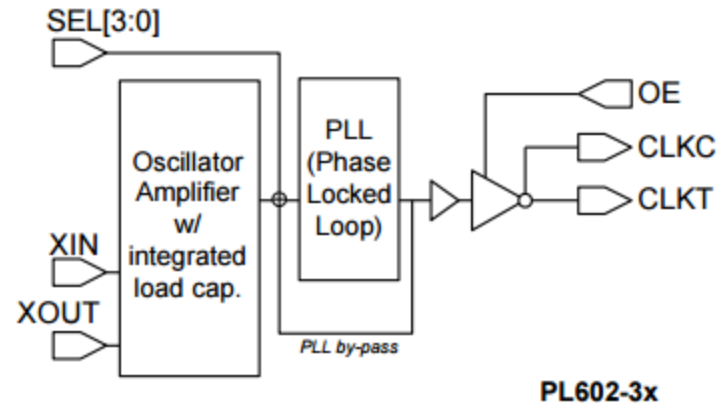 SEL[3:0]
PLL
(Phase
Locked
Loop)
OE
CLKC
CLKT
Oscillator
Amplifier
w/
integrated
load cap.
XIN
XOUT
PLL by-pass
PL602-3x